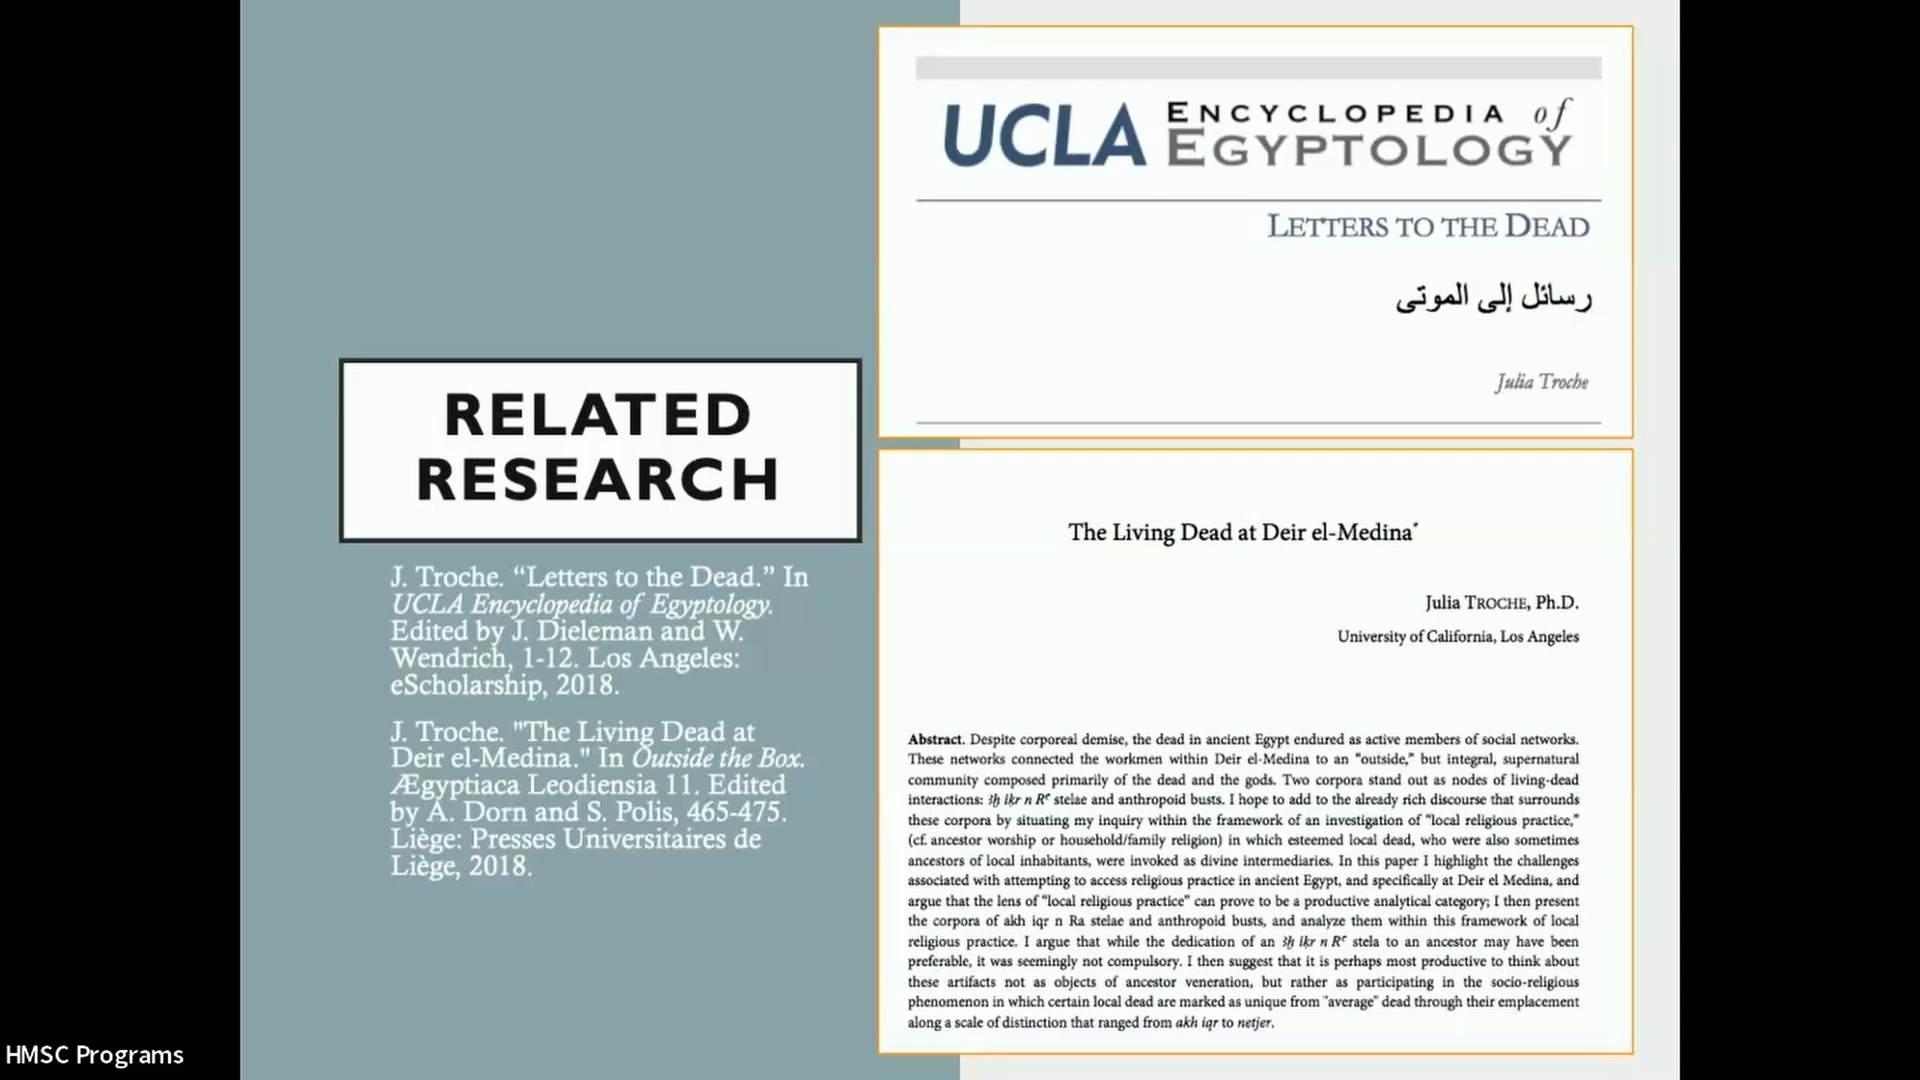 RELATED
RESEARCH
J. Troche. “Letters to the Dead.” In
UCLA Encyclopedia of Egyptology.
Edited by J. Dieleman and W.
Wendrich, 1-12. Los Angeles:
eScholarship, 2018.
J. Troche. "The Living Dead at
Deir el-Medina." In Outside the Box.
Ægyptiaca Leodiensia 11. Edited
by A. Dorn and S. Polis, 465-475.
Liège: Presses Universitaires de
Liège, 2018.
UCLA ENCYCLOPEDIA of
EGYPTOLOGY
LETTERS TO THE DEAD
رسائل إلى الموتى
Julia Troche
The Living Dead at Deir el-Medina*
Julia TROCHE, Ph.D.
University of California, Los Angeles
Abstract. Despite corporeal demise, the dead in ancient Egypt endured as active members of social networks.
These networks connected the workmen within Deir el-Medina to an “outside,” but integral, supernatural
community composed primarily of the dead and the gods. Two corpora stand out as nodes of living-dead
interactions: ꜣḫ iḳr n Rꜥ stelae and anthropoid busts. I hope to add to the already rich discourse that surrounds
these corpora by situating my inquiry within the framework of an investigation of “local religious practice,”
(cf. ancestor worship or household/family religion) in which esteemed local dead, who were also sometimes
ancestors of local inhabitants, were invoked as divine intermediaries. In this paper I highlight the challenges
associated with attempting to access religious practice in ancient Egypt, and specifically at Deir el Medina, and
argue that the lens of “local religious practice” can prove to be a productive analytical category; I then present
the corpora of akh iqr n Ra stelae and anthropoid busts, and analyze them within this framework of local
religious practice. I argue that while the dedication of an ꜣḫ iḳr n Rꜥ stela to an ancestor may have been
preferable, it was seemingly not compulsory. I then suggest that it is perhaps most productive to think about
these artifacts not as objects of ancestor veneration, but rather as participating in the socio-religious
phenomenon in which certain local dead are marked as unique from "average" dead through their emplacement
along a scale of distinction that ranged from akh iqr to netjer.
HMSC Programs